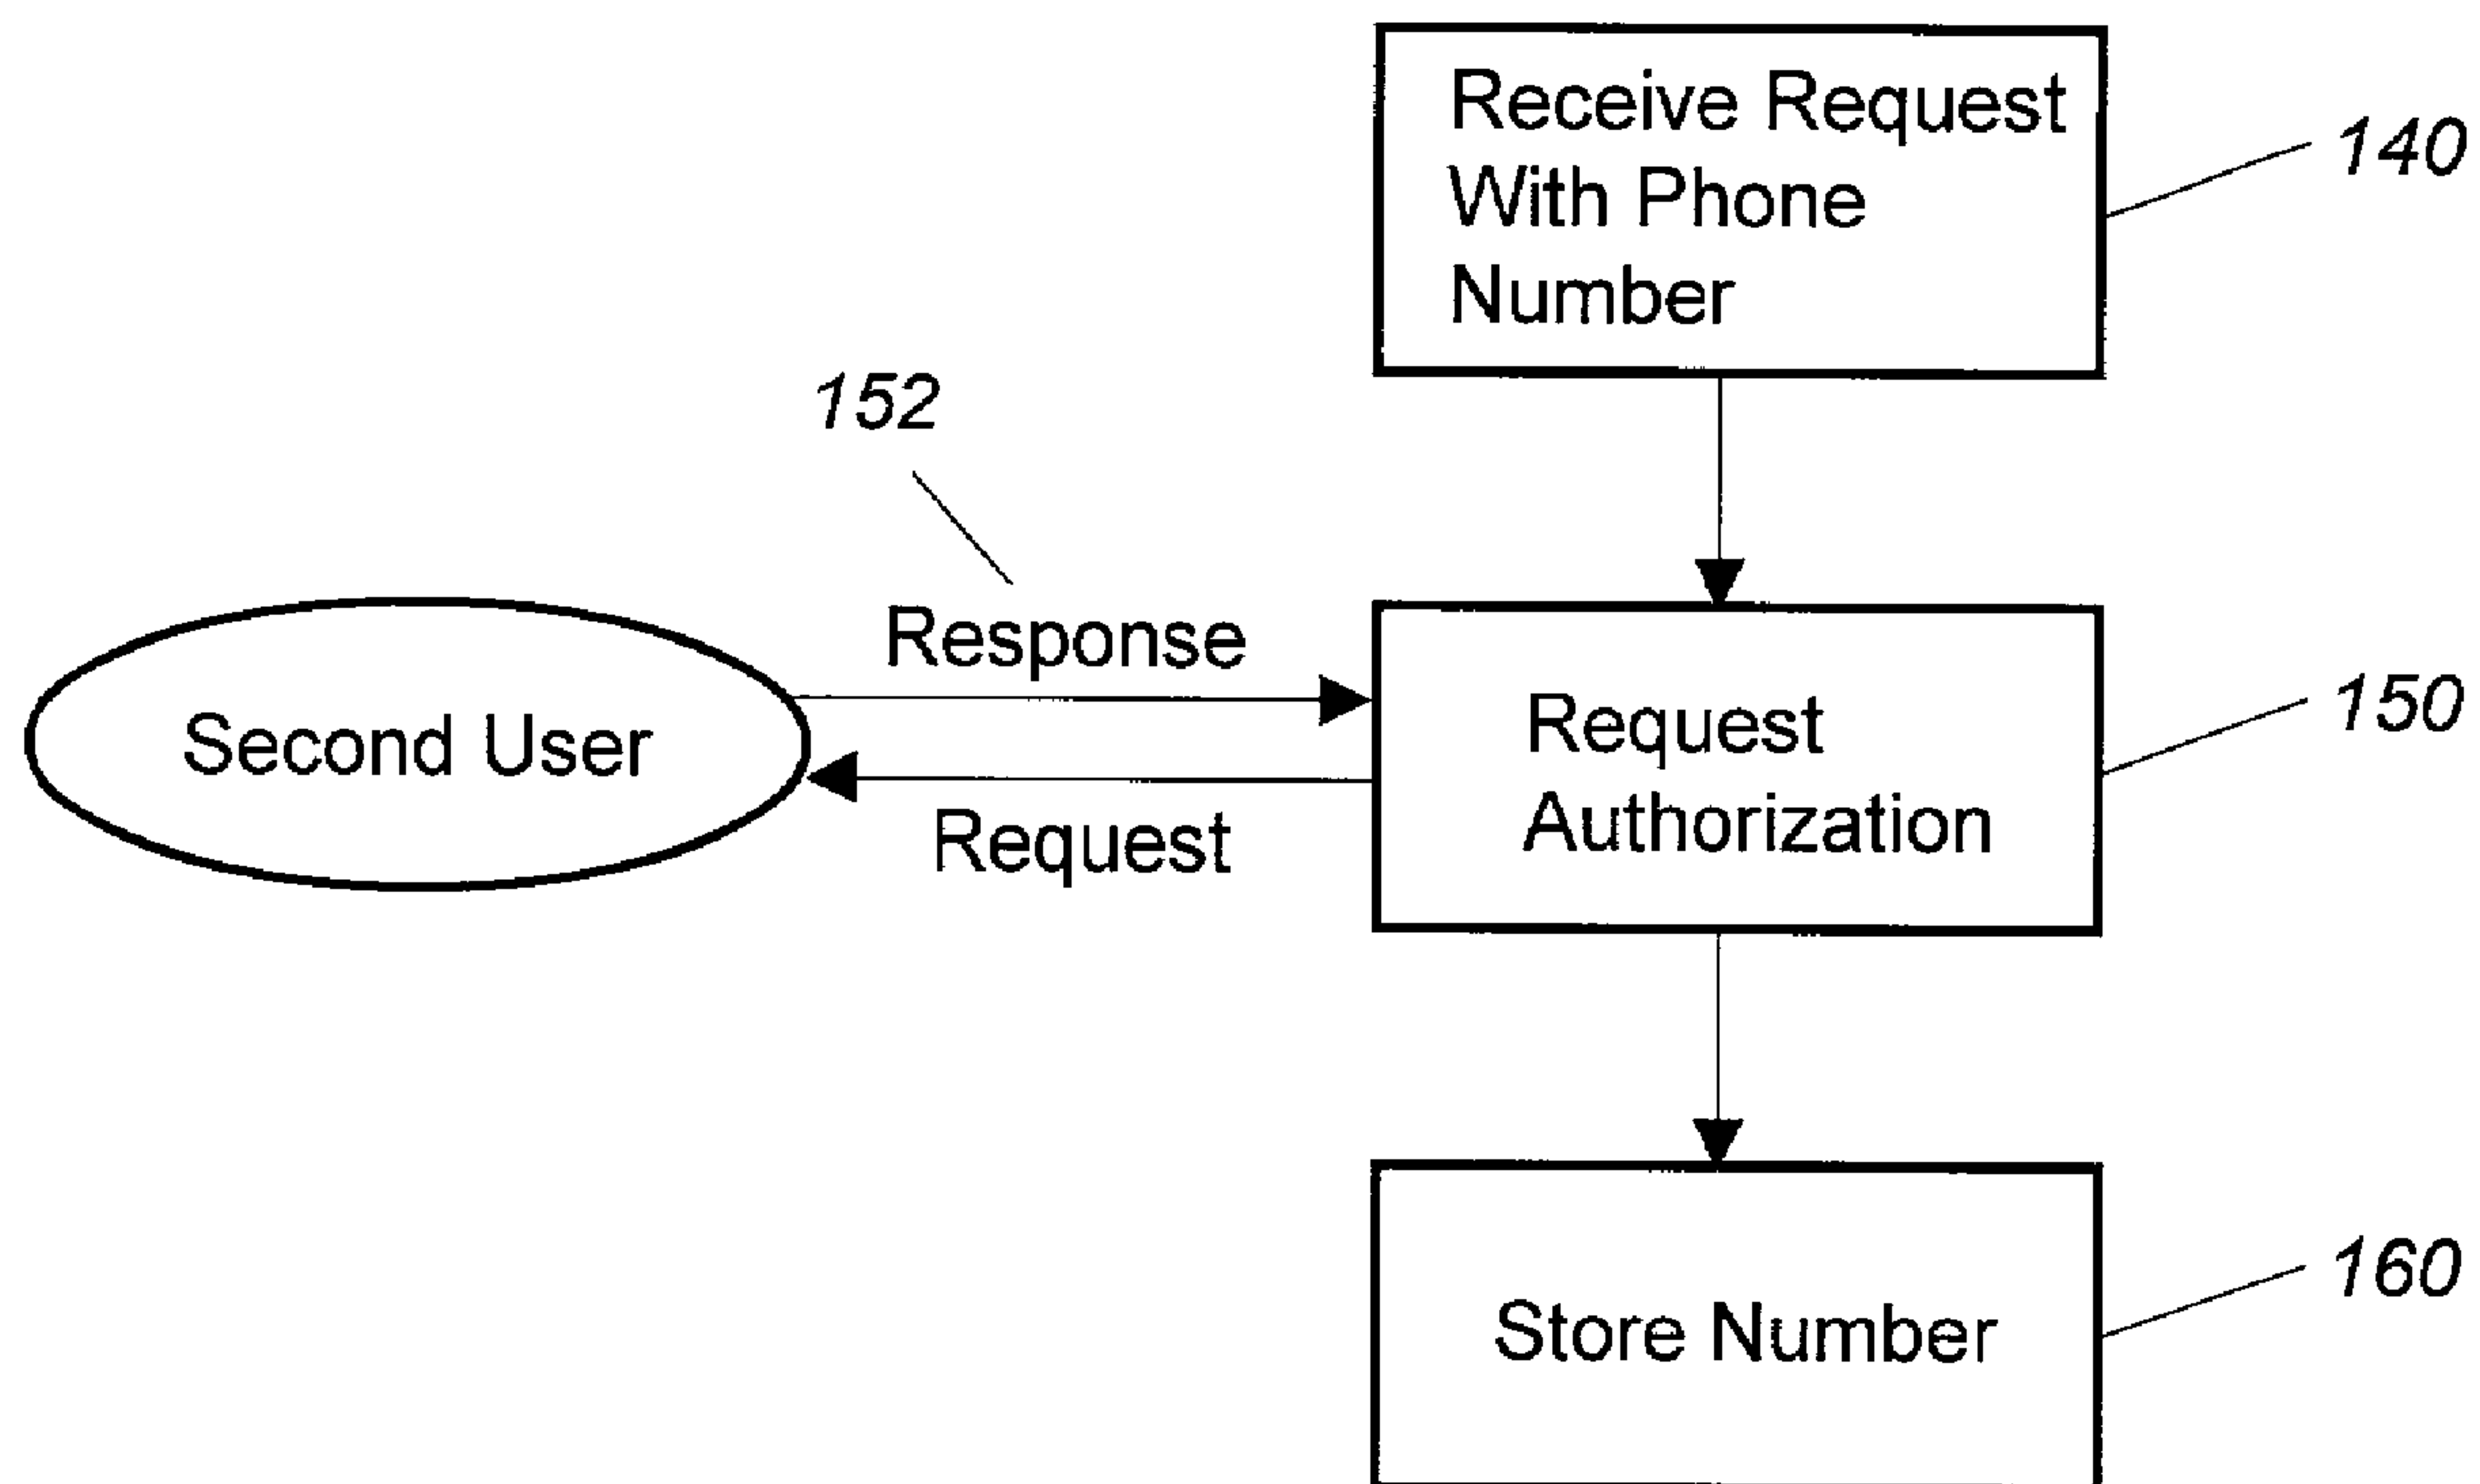 Receive Request
With Phone
Number
140
152
Response
Second User
Request
Request
Authorization
150
Store Number
160